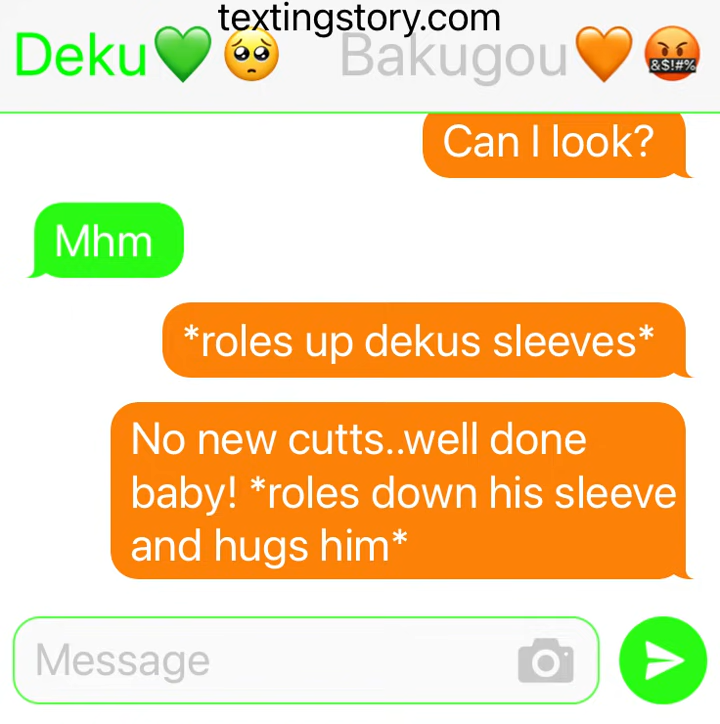 textingstory.com
Deku💚🥺 Bakugou🧡🤬
Can I look?
Mhm
*roles up dekus sleeves*
No new cutts..well done
baby! *roles down his sleeve
and hugs him*
Message